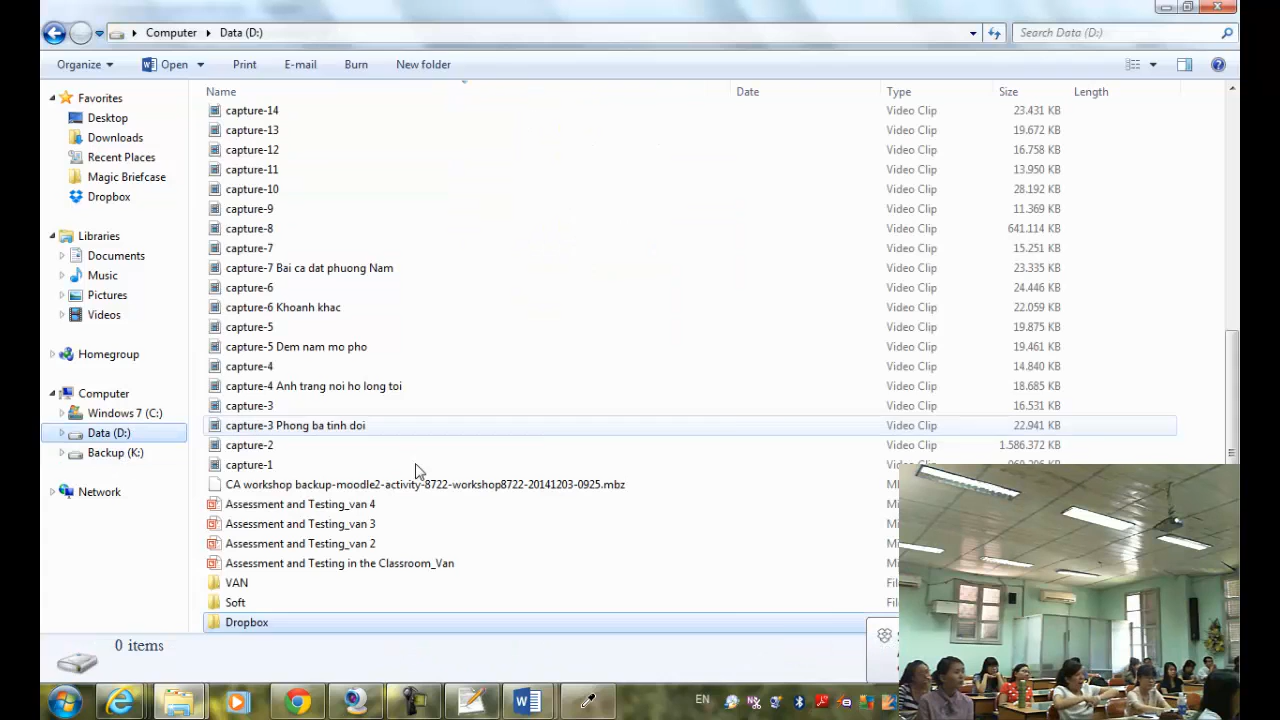 Computer Data (D:) Search Data (D:)
Organize Open Print E-mail Burn New folder
Name Date Type Size Length
Favorites
Desktop
Downloads
Recent Places
Magic Briefcase
Dropbox
Libraries
Documents
Music
Pictures
Videos
Homegroup
Computer
Windows 7 (C:)
Data (D:)
Backup (K:)
Network
capture-14 Video Clip 23.431 KB
capture-13 Video Clip 19.672 KB
capture-12 Video Clip 16.758 KB
capture-11 Video Clip 13.950 KB
capture-10 Video Clip 28.192 KB
capture-9 Video Clip 11.369 KB
capture-8 Video Clip 641.114 KB
capture-7 Video Clip 15.251 KB
capture-7 Bai ca dat phuong Nam Video Clip 23.335 KB
capture-6 Video Clip 24.446 KB
capture-6 Khoanh khac Video Clip 22.059 KB
capture-5 Video Clip 19.875 KB
capture-5 Dem nam mo pho Video Clip 19.461 KB
capture-4 Video Clip 14.840 KB
capture-4 Anh trang noi ho long toi Video Clip 18.685 KB
capture-3 Video Clip 16.531 KB
capture-3 Phong ba tinh doi Video Clip 22.941 KB
capture-2 Video Clip 1.586.372 KB
capture-1 Video Clip
CA workshop backup-moodle2-activity-8722-workshop8722-20141203-0925.mbz
Assessment and Testing_van 4
Assessment and Testing_van 3
Assessment and Testing_van 2
Assessment and Testing in the Classroom_Van
VAN
Soft
Dropbox
0 items
EN